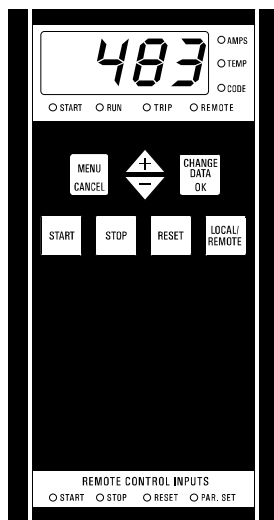 483
AMPS
TEMP
CODE
START RUN TRIP REMOTE
MENU
CANCEL
+
−
CHANGE
DATA
OK
START
STOP
RESET
LOCAL/
REMOTE
REMOTE CONTROL INPUTS
START STOP RESET PAR. SET